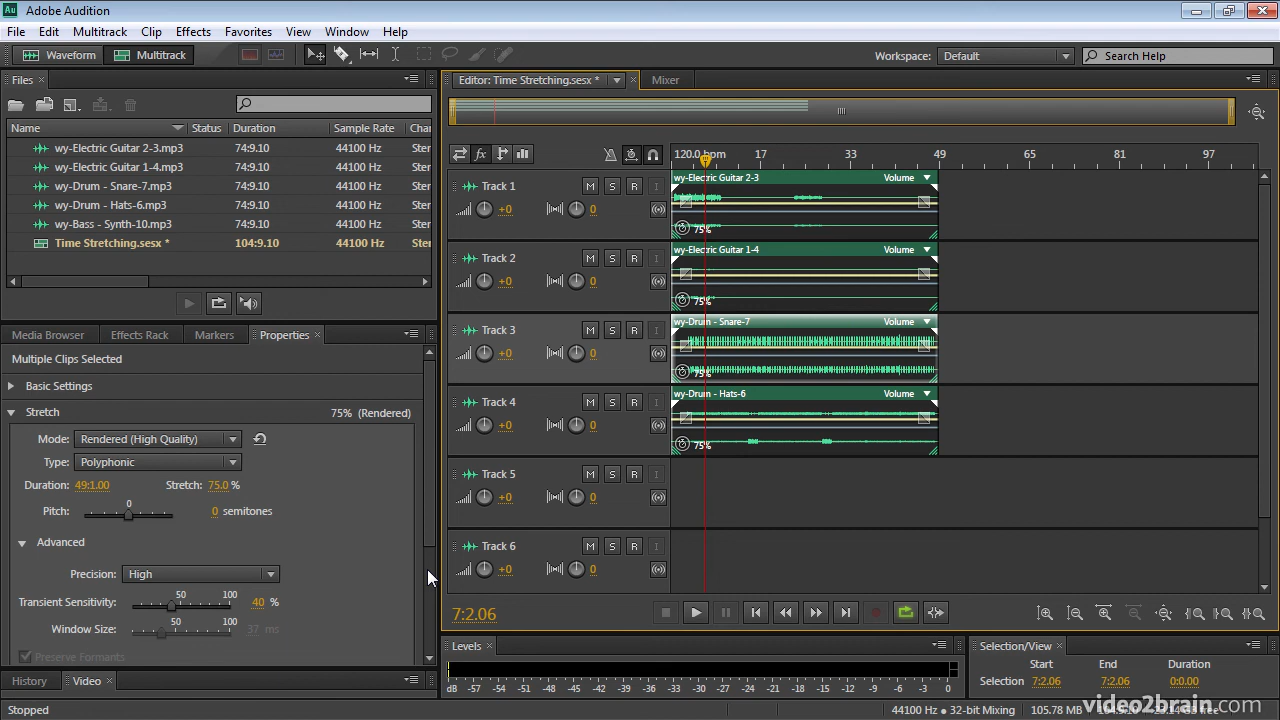 Au Adobe Audition
File Edit Multitrack Clip Effects Favorites View Window Help
Waveform Multitrack Workspace: Default Search Help
Files ×
Editor: Time Stretching.sesx * × Mixer
Name Status Duration Sample Rate Char
wy-Electric Guitar 2-3.mp3 74:9.10 44100 Hz Ster
wy-Electric Guitar 1-4.mp3 74:9.10 44100 Hz Ster
wy-Drum - Snare-7.mp3 74:9.10 44100 Hz Ster
wy-Drum - Hats-6.mp3 74:9.10 44100 Hz Ster
wy-Bass - Synth-10.mp3 74:9.10 44100 Hz Ster
Time Stretching.sesx * 104:9.10 44100 Hz Ster
Media Browser Effects Rack Markers Properties ×
Multiple Clips Selected
Basic Settings
Stretch 75% (Rendered)
Mode: Rendered (High Quality)
Type: Polyphonic
Duration: 49:1.00 Stretch: 75.0 %
0
Pitch: 0 semitones
Advanced
Precision: High
50 100
Transient Sensitivity: 40 %
50 100
Window Size: 37 ms
Preserve Formants
History Video ×
Stopped
fx 120.0 bpm 17 33 49 65 81 97
Track 1 M S R I
+0 0
wy-Electric Guitar 2-3 Volume
75%
Track 2 M S R I
+0 0
wy-Electric Guitar 1-4 Volume
75%
Track 3 M S R I
+0 0
wy-Drum - Snare-7 Volume
75%
Track 4 M S R I
+0 0
wy-Drum - Hats-6 Volume
75%
Track 5 M S R I
+0 0
Track 6 M S R I
+0 0
7:2.06
Levels ×
dB -57 -54 -51 -48 -45 -42 -39 -36 -33 -30 -27 -24 -21 -18 -15 -12 -9 -6 -3 0
Selection/View ×
Start End Duration
Selection 7:2.06 7:2.06 0:0.00
44100 Hz • 32-bit Mixing 105.78 MB
video2brain.com